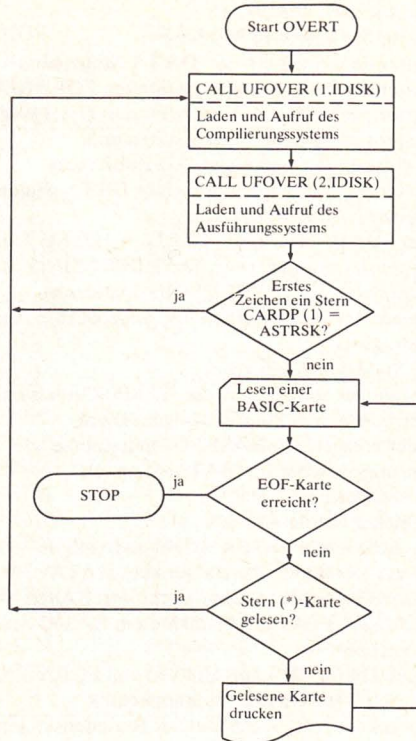 Start OVERT
CALL UFOVER (1.IDISK)
Laden und Aufruf des
Compilierungssystems
CALL UFOVER (2.IDISK)
Laden und Aufruf des
Ausführungssystems
ja
Erstes
Zeichen ein Stern
CARDP (1) =
ASTRSK?
nein
Lesen einer
BASIC-Karte
STOP
ja
EOF-Karte
erreicht?
nein
ja
Stern (*)-Karte
gelesen?
nein
Gelesene Karte
drucken